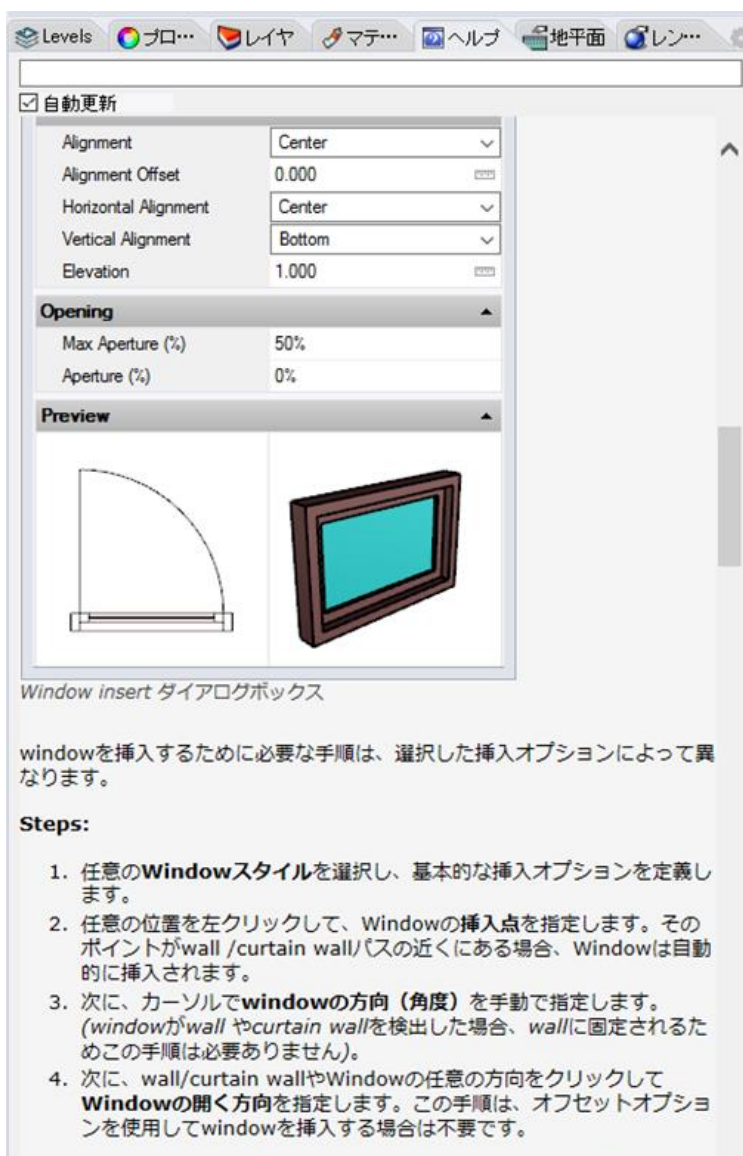 Levels プロ… レイヤ マテ… ヘルプ 地平面 レン…
自動更新
Alignment Center
Alignment Offset 0.000
Horizontal Alignment Center
Vertical Alignment Bottom
Elevation 1.000
Opening
Max Aperture (%) 50%
Aperture (%) 0%
Preview
Window insert ダイアログボックス
windowを挿入するために必要な手順は、選択した挿入オプションによって異
なります。
Steps:
1. 任意のWindowスタイルを選択し、基本的な挿入オプションを定義し
ます。
2. 任意の位置を左クリックして、Windowの挿入点を指定します。その
ポイントがwall /curtain wallパスの近くにある場合、Windowは自動
的に挿入されます。
3. 次に、カーソルでwindowの方向（角度）を手動で指定します。
(windowがwall やcurtain wallを検出した場合、wallに固定されるた
めこの手順は必要ありません)。
4. 次に、wall/curtain wallやWindowの任意の方向をクリックして
Windowの開く方向を指定します。この手順は、オフセットオプショ
ンを使用してwindowを挿入する場合は不要です。